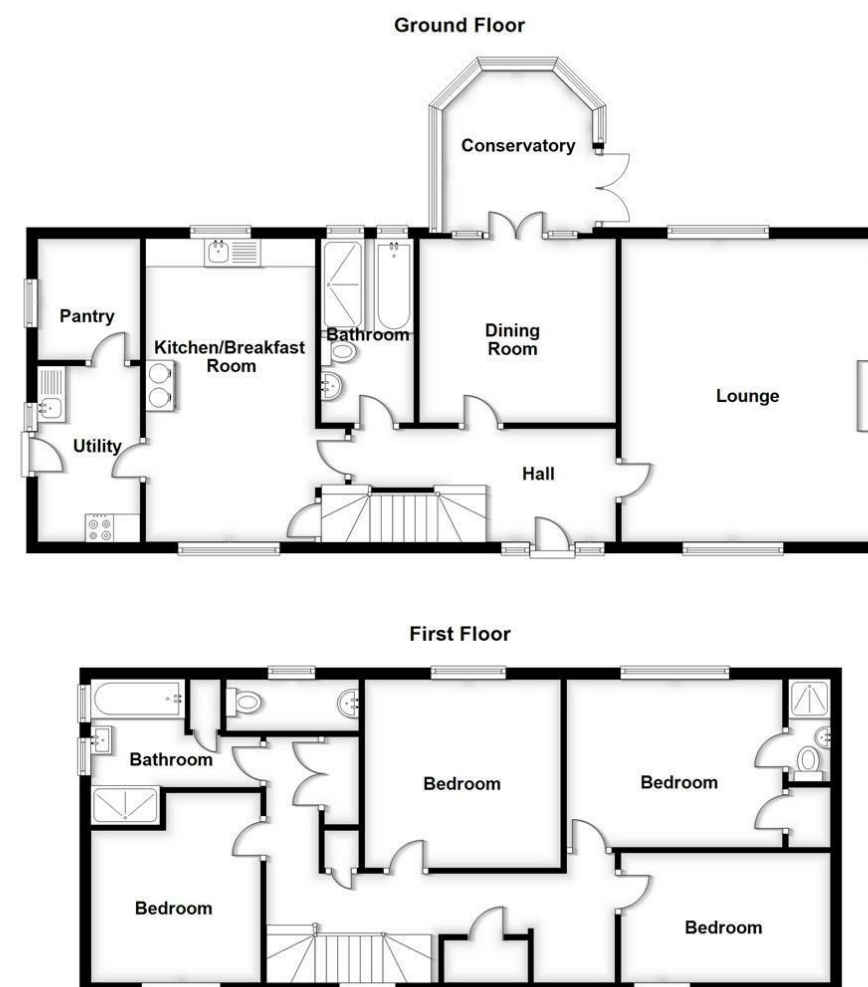 Ground Floor
Conservatory
Pantry
Kitchen/Breakfast
Room
Bathroom
Dining
Room
Lounge
Utility
Hall
First Floor
Bathroom
Bedroom
Bedroom
Bedroom
Bedroom